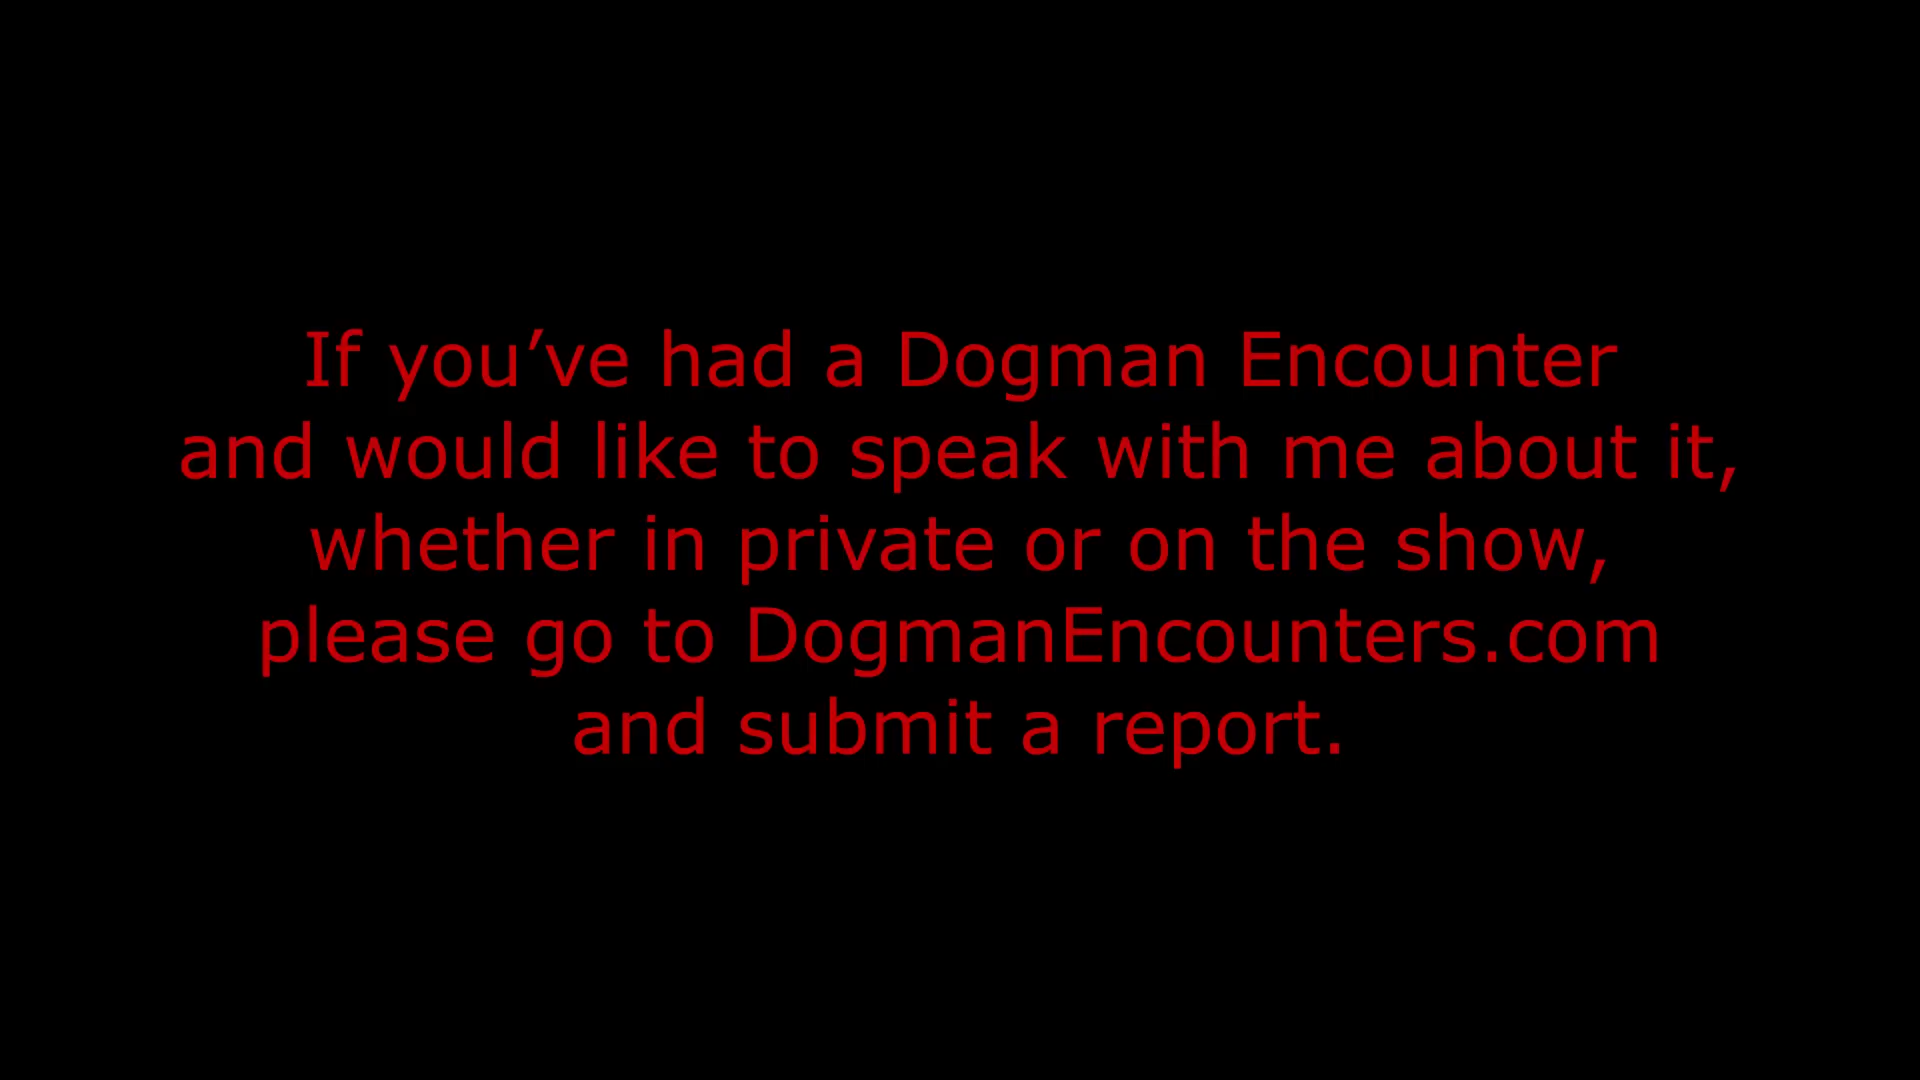 If you’ve had a Dogman Encounter
and would like to speak with me about it,
whether in private or on the show,
please go to DogmanEncounters.com
and submit a report.